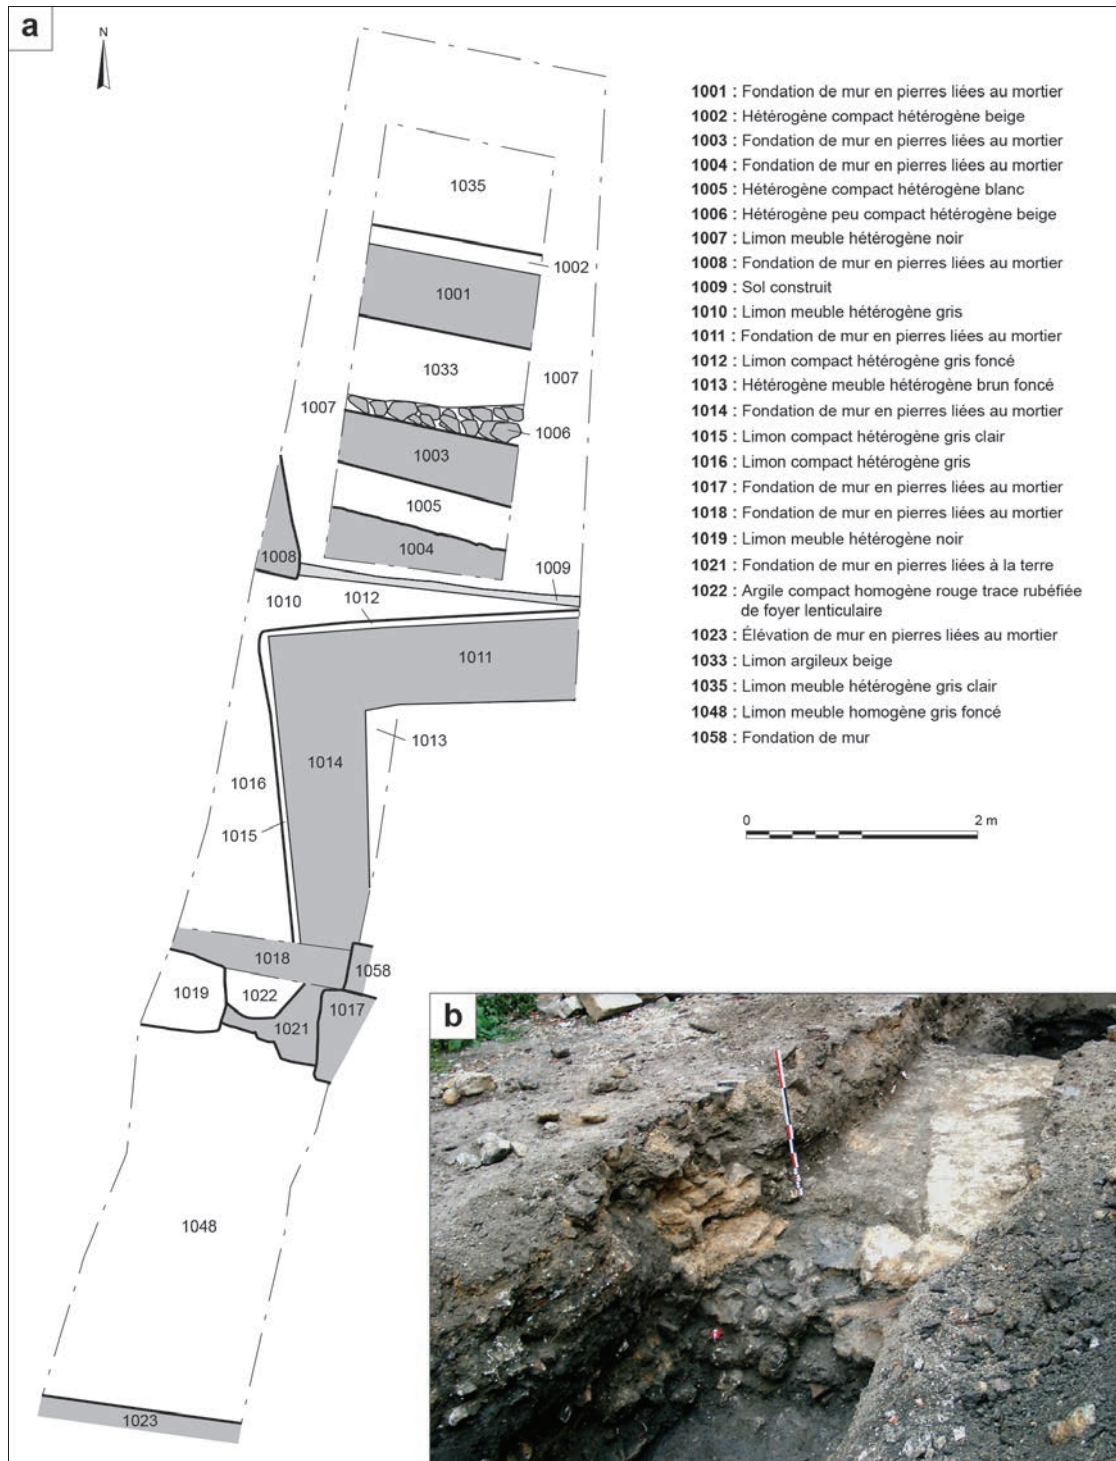 a
N
1001 : Fondation de mur en pierres liées au mortier
1002 : Hétérogène compact hétérogène beige
1003 : Fondation de mur en pierres liées au mortier
1004 : Fondation de mur en pierres liées au mortier
1005 : Hétérogène compact hétérogène blanc
1006 : Hétérogène peu compact hétérogène beige
1007 : Limon meuble hétérogène noir
1008 : Fondation de mur en pierres liées au mortier
1009 : Sol construit
1010 : Limon meuble hétérogène gris
1011 : Fondation de mur en pierres liées au mortier
1012 : Limon compact hétérogène gris foncé
1013 : Hétérogène meuble hétérogène brun foncé
1014 : Fondation de mur en pierres liées au mortier
1015 : Limon compact hétérogène gris clair
1016 : Limon compact hétérogène gris
1017 : Fondation de mur en pierres liées au mortier
1018 : Fondation de mur en pierres liées au mortier
1019 : Limon meuble hétérogène noir
1021 : Fondation de mur en pierres liées à la terre
1022 : Argile compact homogène rouge trace rubéfiée
de foyer lenticulaire
1023 : Élévation de mur en pierres liées au mortier
1033 : Limon argileux beige
1035 : Limon meuble hétérogène gris clair
1048 : Limon meuble homogène gris foncé
1058 : Fondation de mur
0 2 m
1035
1002
1001
1033
1007
1007
1006
1003
1005
1004
1008
1009
1010
1012
1011
1013
1014
1016
1015
1018
1058
1019
1022
1017
1021
1048
1023
b